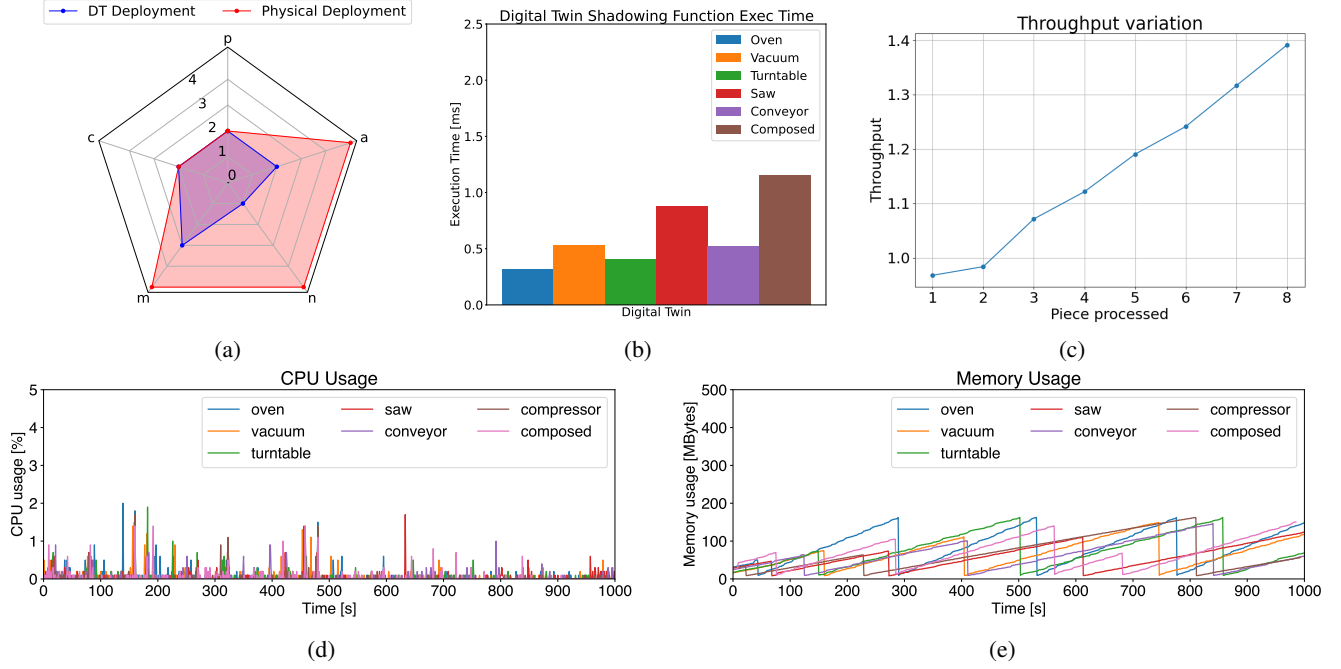 DT Deployment Physical Deployment
p
4
3
c a
2
1
0
m n
(a)
Digital Twin Shadowing Function Exec Time
2.5
2.0
1.5
1.0
0.5
0.0
Execution Time [ms]
Oven
Vacuum
Turntable
Saw
Conveyor
Composed
Digital Twin
(b)
Throughput variation
1.4
1.3
1.2
1.1
1.0
Throughput
1 2 3 4 5 6 7 8
Piece processed
(c)
CPU Usage
5
4
3
2
1
0
CPU usage [%]
oven saw compressor
vacuum conveyor composed
turntable
0 100 200 300 400 500 600 700 800 900 1000
Time [s]
(d)
Memory Usage
500
400
300
200
100
0
Memory usage [MBytes]
oven saw compressor
vacuum conveyor composed
turntable
0 100 200 300 400 500 600 700 800 900 1000
Time [s]
(e)